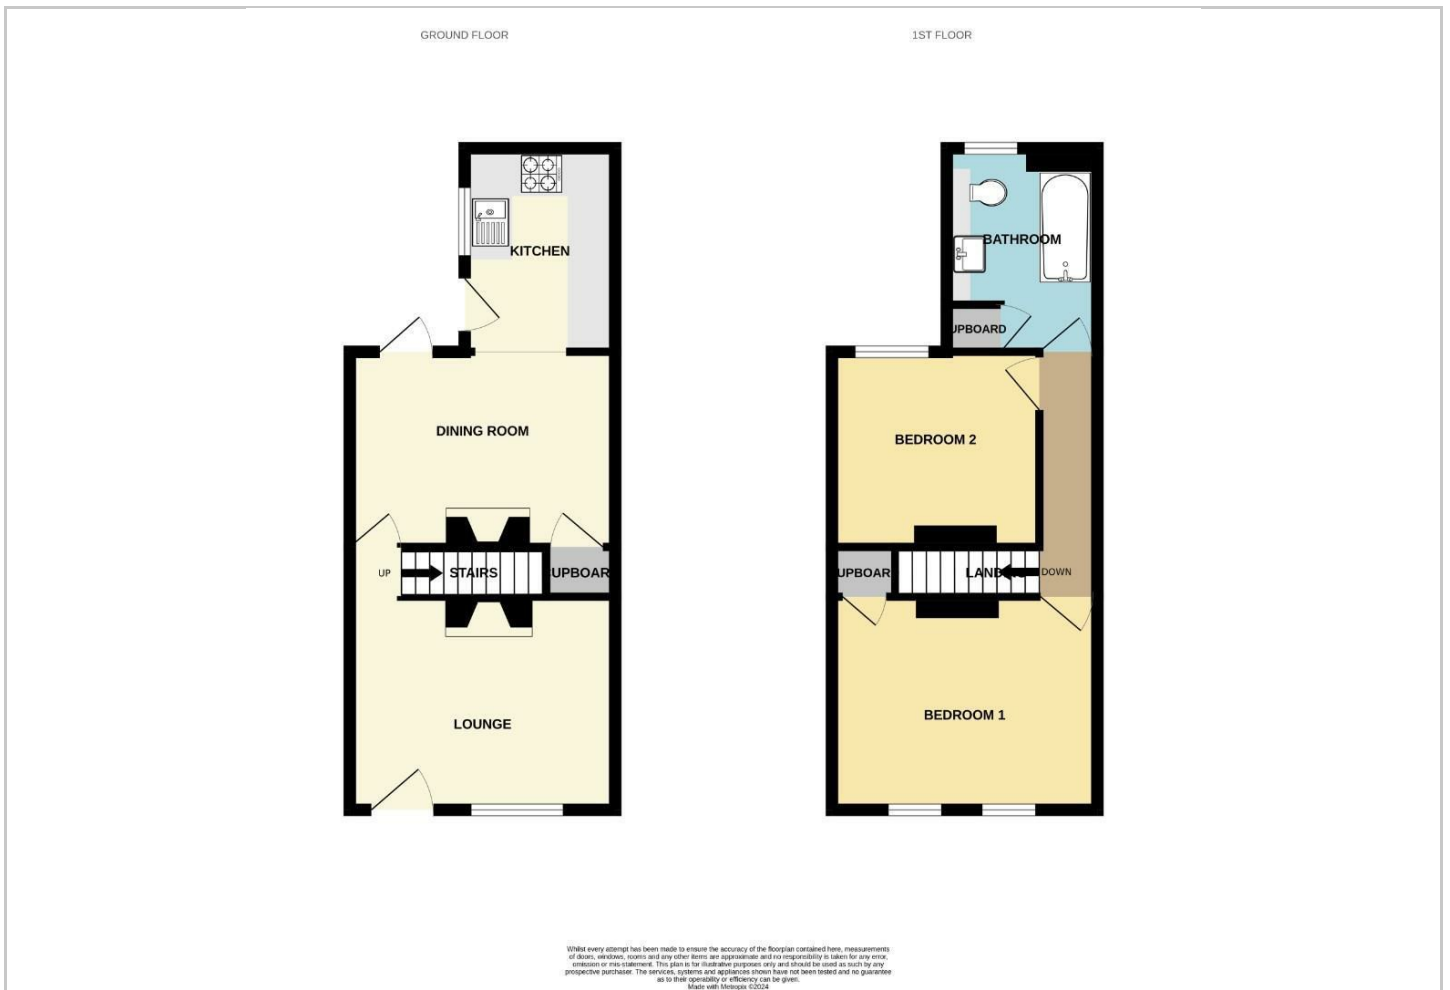 GROUND FLOOR
1ST FLOOR
KITCHEN
DINING ROOM
UP
STAIRS
UPBOAR
LOUNGE
BATHROOM
UPBOARD
BEDROOM 2
UPBOAR
LANDING
DOWN
BEDROOM 1
Whilst every attempt has been made to ensure the accuracy of the floorplan contained here, measurements
of doors, windows, rooms and any other items are approximate and no responsibility is taken for any error,
omission or mis-statement. This plan is for illustrative purposes only and should be used as such by any
prospective purchaser. The services, systems and appliances shown have not been tested and no guarantee
as to their operability or efficiency can be given.
Made with Metropix ©2024